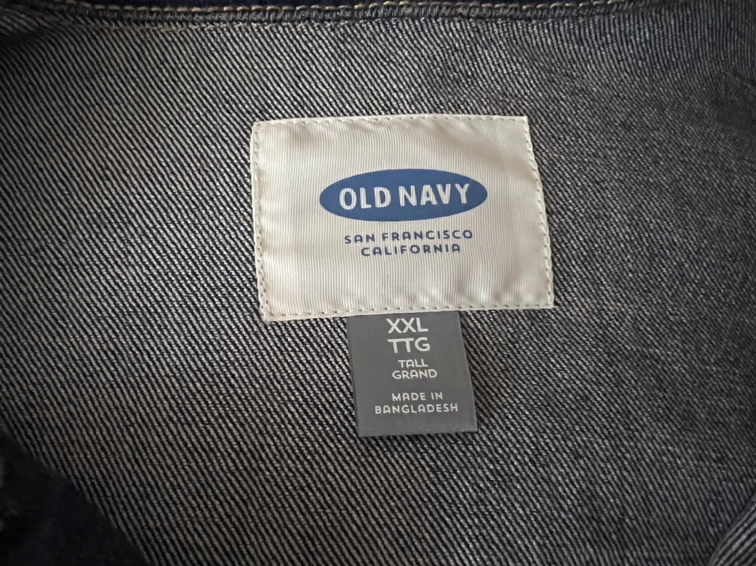 OLD NAVY
SAN FRANCISCO
CALIFORNIA
XXL
TTG
TALL
GRAND
MADE IN
BANGLADESH